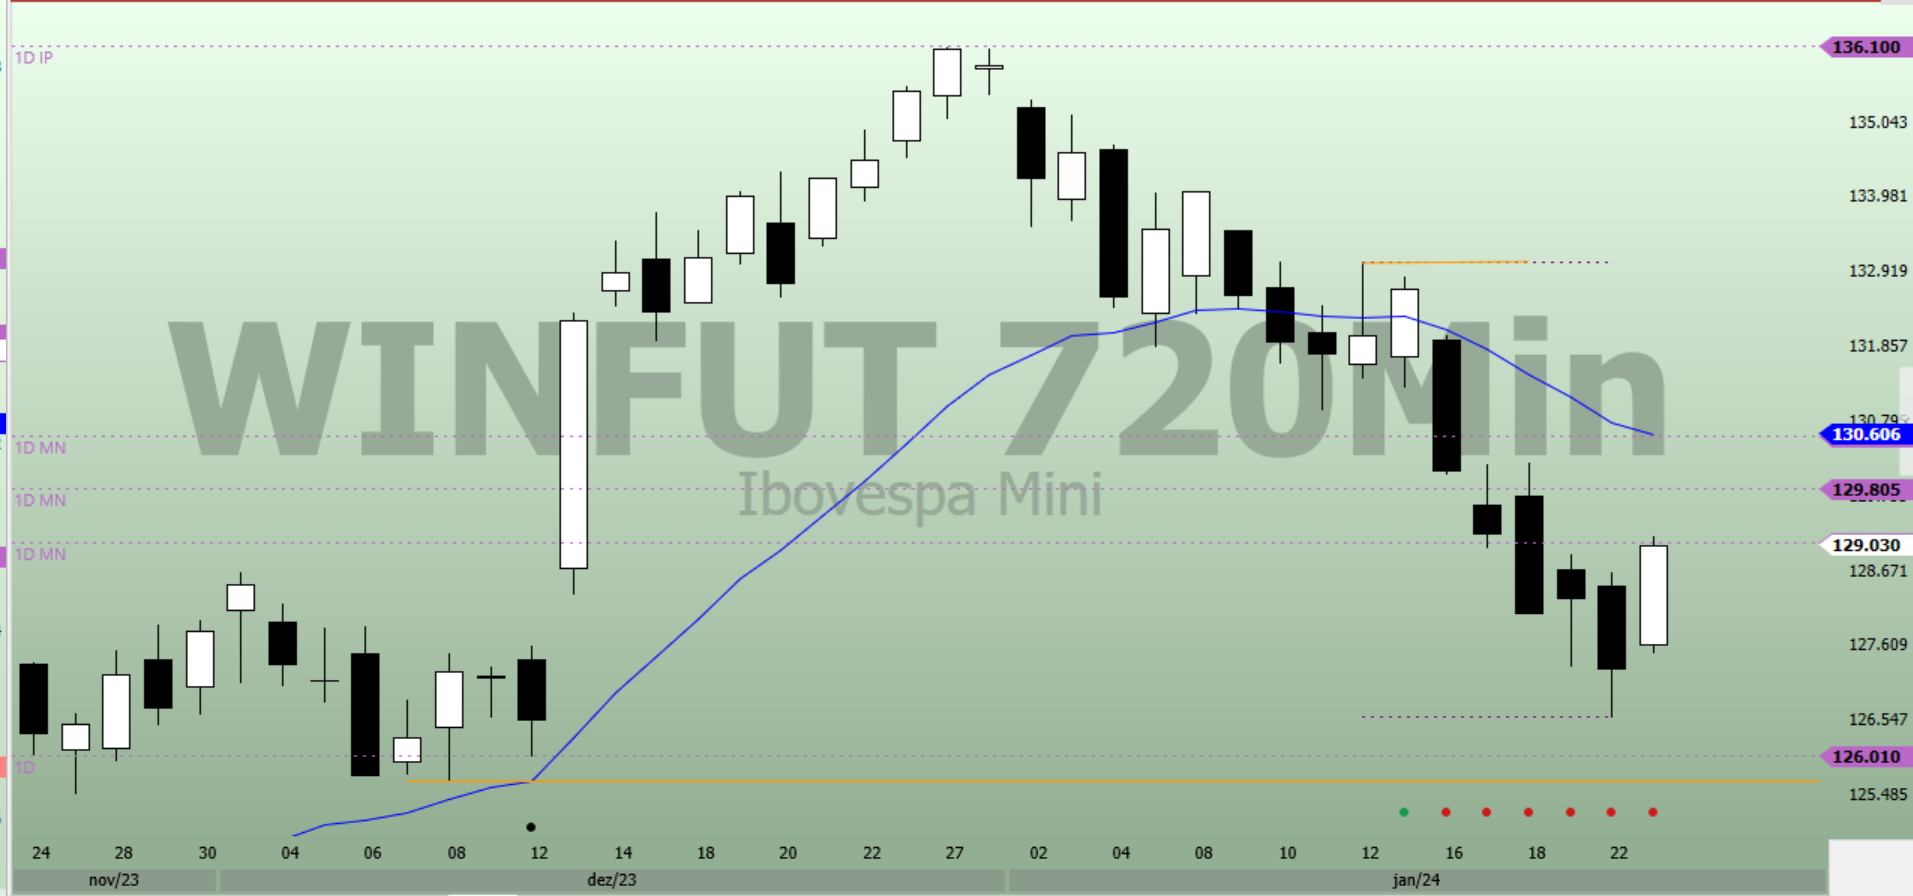 1D IP
136.100
135.043
133.981
132.919
WINFUT 720Min
131.857
130.606
1D MN
Ibovespa Mini
1D MN
129.805
1D MN
129.030
128.671
127.609
126.547
1D
126.010
125.485
24 28 30 04 06 08 12 14 18 20 22 27 02 04 08 10 12 16 18 22
nov/23 dez/23 jan/24